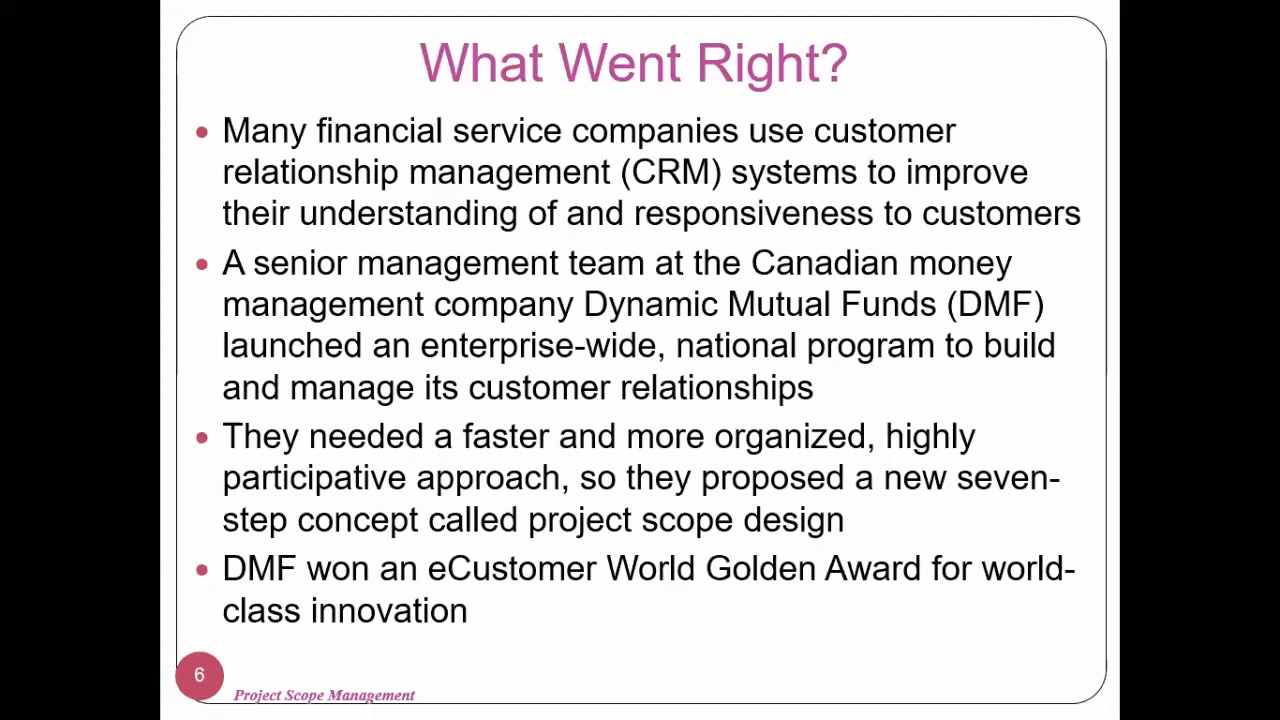 What Went Right?
• Many financial service companies use customer
relationship management (CRM) systems to improve
their understanding of and responsiveness to customers
• A senior management team at the Canadian money
management company Dynamic Mutual Funds (DMF)
launched an enterprise-wide, national program to build
and manage its customer relationships
• They needed a faster and more organized, highly
participative approach, so they proposed a new seven-
step concept called project scope design
• DMF won an eCustomer World Golden Award for world-
class innovation
6
Project Scope Management